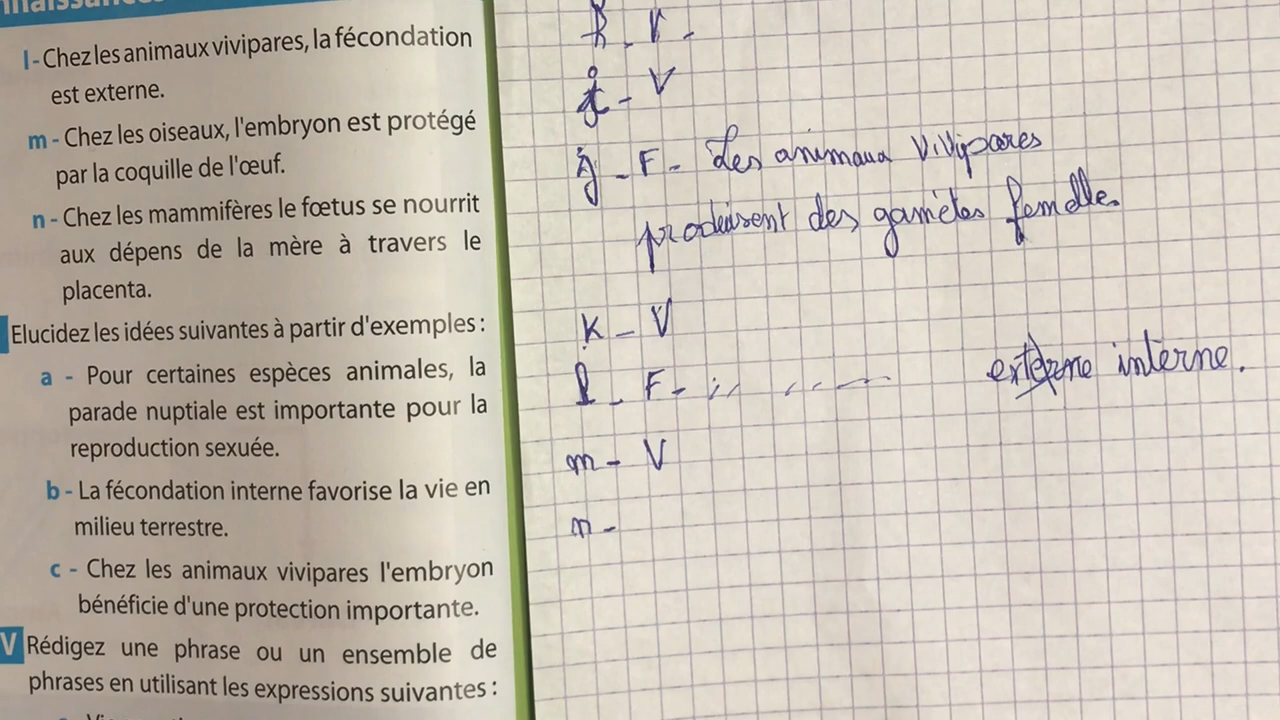 l - Chez les animaux vivipares, la fécondation
est externe.
m - Chez les oiseaux, l'embryon est protégé
par la coquille de l'œuf.
n - Chez les mammifères le fœtus se nourrit
aux dépens de la mère à travers le
placenta.
Elucidez les idées suivantes à partir d'exemples :
a - Pour certaines espèces animales, la
parade nuptiale est importante pour la
reproduction sexuée.
b - La fécondation interne favorise la vie en
milieu terrestre.
c - Chez les animaux vivipares l'embryon
bénéficie d'une protection importante.
V Rédigez une phrase ou un ensemble de
phrases en utilisant les expressions suivantes :
h - V -
i - V
j - F - Les animaux vivipares
produisent des gamètes femelle.
K - V
l - F - externe interne.
m - V
n -